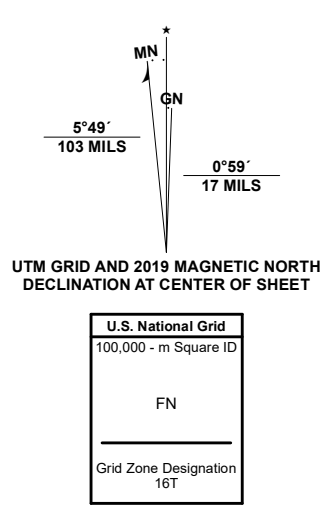 ★
MN
GN
5°49´
103 MILS
0°59´
17 MILS
UTM GRID AND 2019 MAGNETIC NORTH
DECLINATION AT CENTER OF SHEET
U.S. National Grid
100,000 - m Square ID
FN
Grid Zone Designation
16T